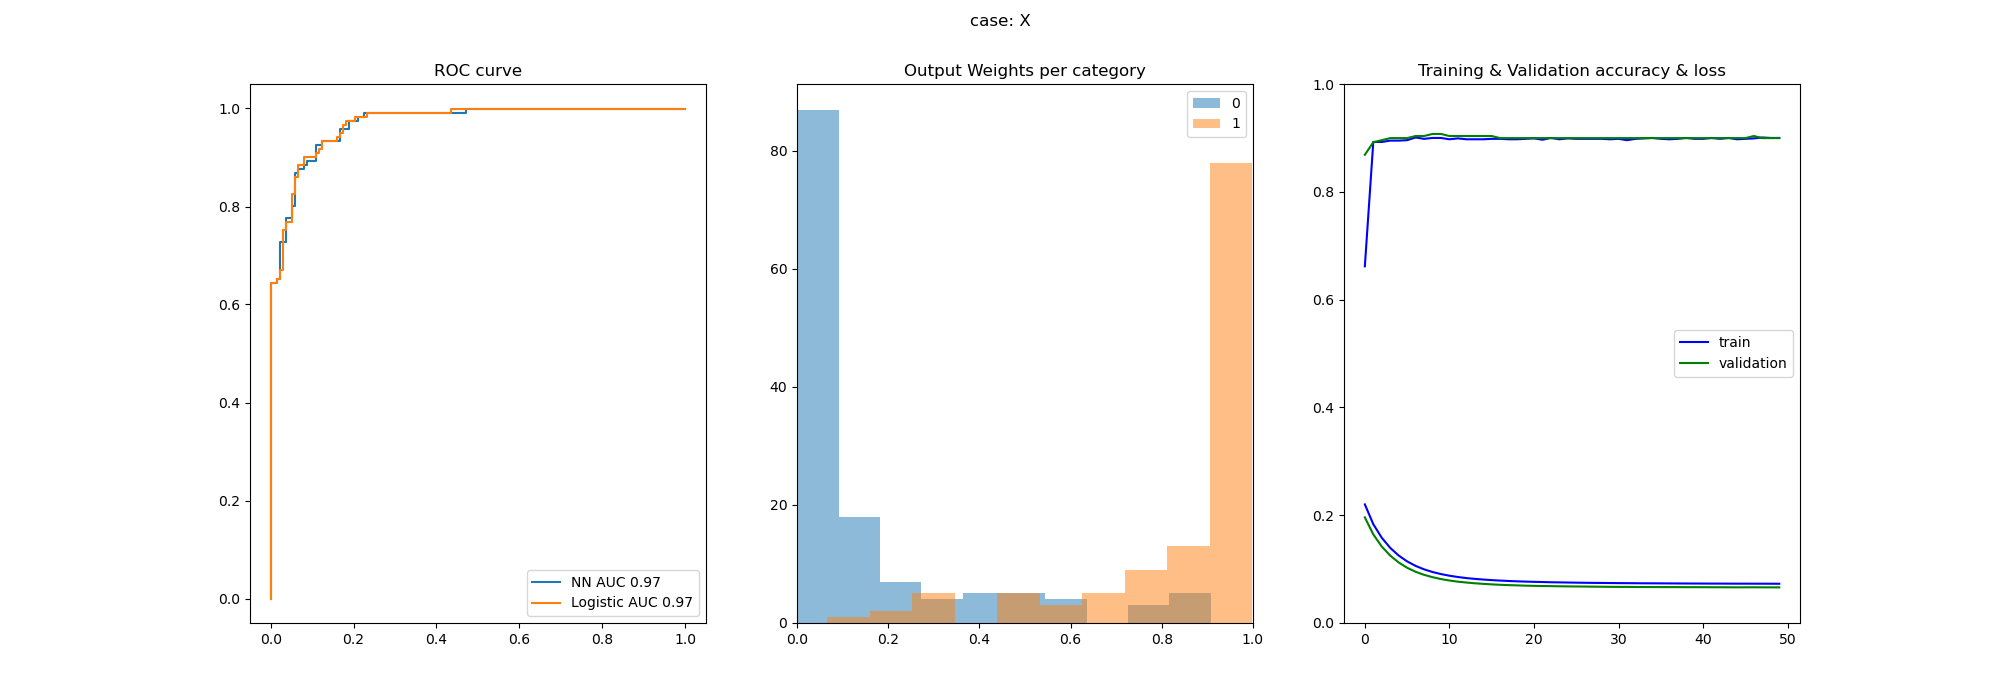 case: X
ROC curve
1.0
0.8
0.6
0.4
0.2
0.0
0.0 0.2 0.4 0.6 0.8 1.0
NN AUC 0.97
Logistic AUC 0.97
Output Weights per category
80
60
40
20
0
0.0 0.2 0.4 0.6 0.8 1.0
0
1
Training & Validation accuracy & loss
1.0
0.8
0.6
0.4
0.2
0.0
0 10 20 30 40 50
train
validation